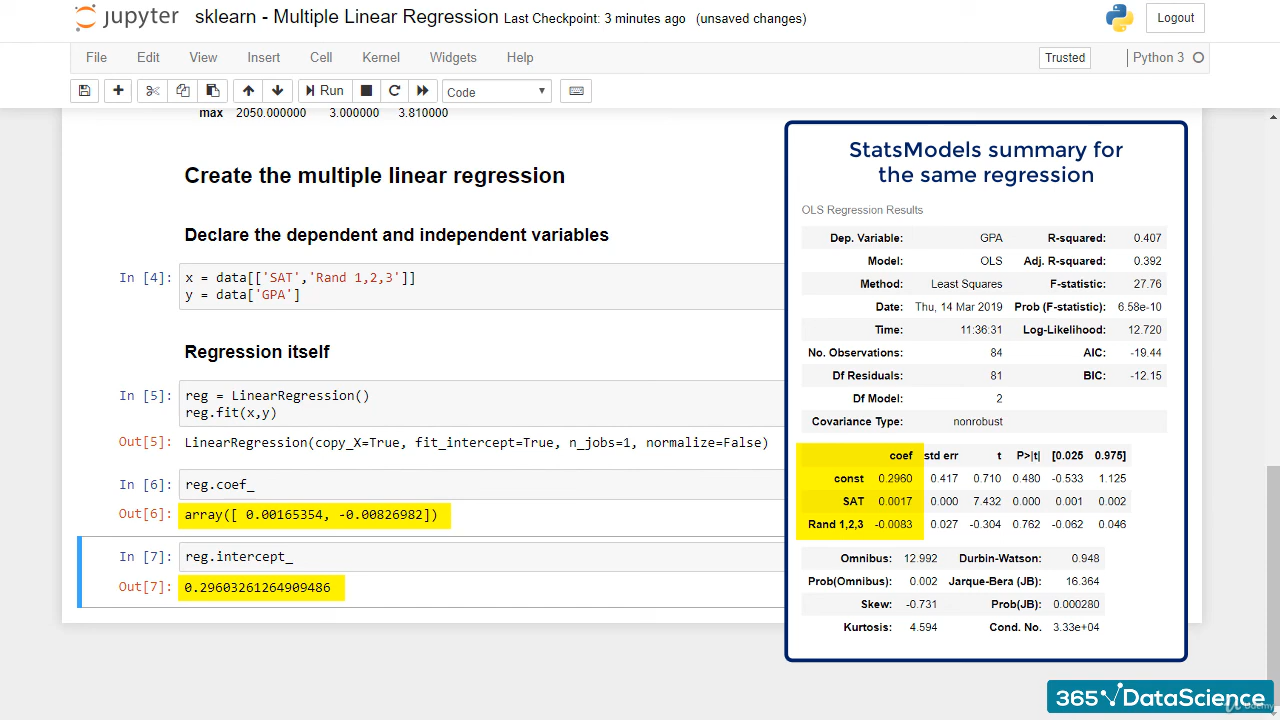 jupyter sklearn - Multiple Linear Regression Last Checkpoint: 3 minutes ago (unsaved changes) Logout
File Edit View Insert Cell Kernel Widgets Help Trusted Python 3
Run Code
max 2050.000000 3.000000 3.810000
Create the multiple linear regression
Declare the dependent and independent variables
In [4]: x = data[['SAT','Rand 1,2,3']]
y = data['GPA']
Regression itself
In [5]: reg = LinearRegression()
reg.fit(x,y)
Out[5]: LinearRegression(copy_X=True, fit_intercept=True, n_jobs=1, normalize=False)
In [6]: reg.coef_
Out[6]: array([ 0.00165354, -0.00826982])
In [7]: reg.intercept_
Out[7]: 0.29603261264909486
StatsModels summary for
the same regression
OLS Regression Results
Dep. Variable: GPA R-squared: 0.407
Model: OLS Adj. R-squared: 0.392
Method: Least Squares F-statistic: 27.76
Date: Thu, 14 Mar 2019 Prob (F-statistic): 6.58e-10
Time: 11:36:31 Log-Likelihood: 12.720
No. Observations: 84 AIC: -19.44
Df Residuals: 81 BIC: -12.15
Df Model: 2
Covariance Type: nonrobust
coef std err t P>|t| [0.025 0.975]
const 0.2960 0.417 0.710 0.480 -0.533 1.125
SAT 0.0017 0.000 7.432 0.000 0.001 0.002
Rand 1,2,3 -0.0083 0.027 -0.304 0.762 -0.062 0.046
Omnibus: 12.992 Durbin-Watson: 0.948
Prob(Omnibus): 0.002 Jarque-Bera (JB): 16.364
Skew: -0.731 Prob(JB): 0.000280
Kurtosis: 4.594 Cond. No. 3.33e+04
365 DataScience
Udemy